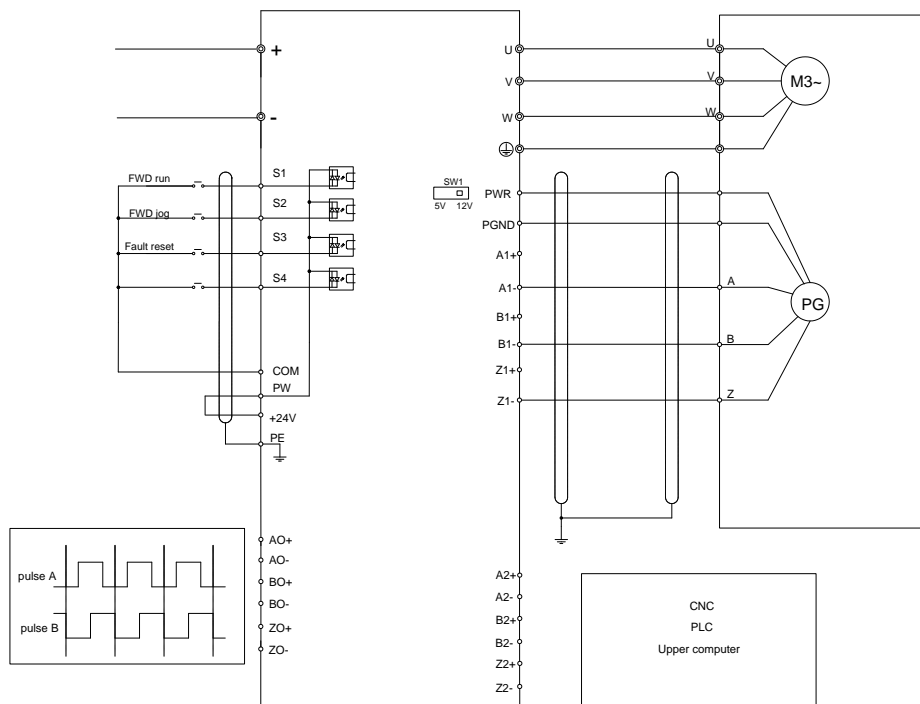 +
-
FWD run
S1
FWD jog
S2
Fault reset
S3
S4
COM
PW
+24V
PE
SW1
5V 12V
U
V
W
PWR
PGND
A1+
A1-
B1+
B1-
Z1+
Z1-
U
V
W
M3~
A
B
Z
PG
pulse A
pulse B
AO+
AO-
BO+
BO-
ZO+
ZO-
A2+
A2-
B2+
B2-
Z2+
Z2-
CNC
PLC
Upper computer